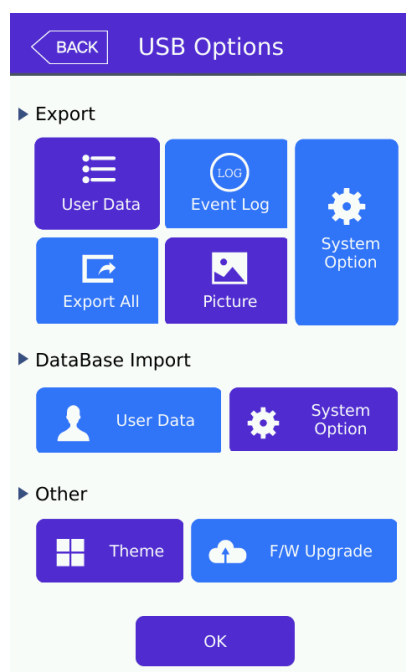 BACK
USB Options
Export
User Data
LOG
Event Log
System
Option
Export All
Picture
DataBase Import
User Data
System
Option
Other
Theme
F/W Upgrade
OK